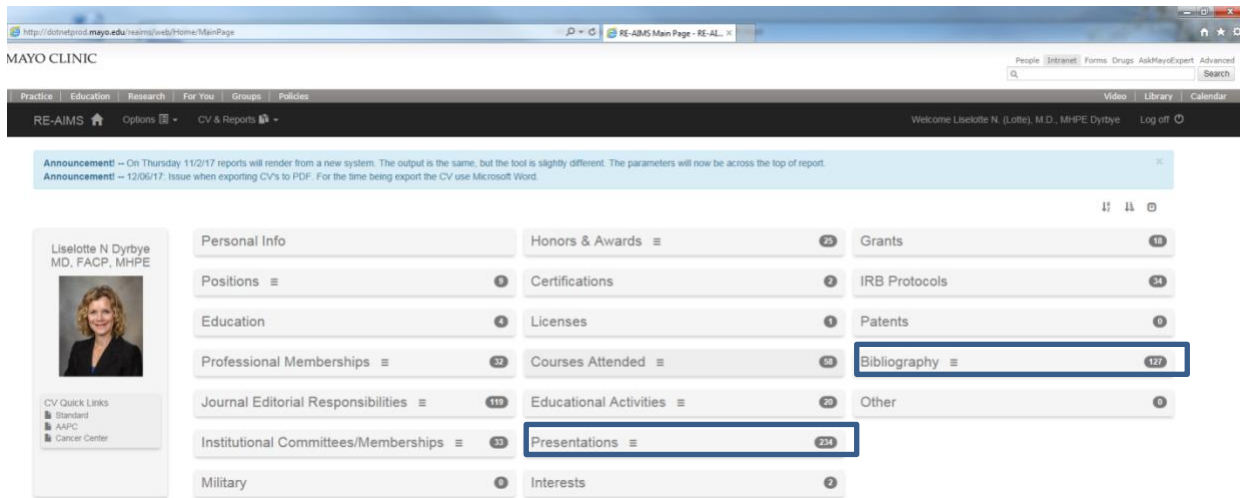 http://dotnetprod.mayo.edu/reaims/web/Home/MainPage
RE-AIMS Main Page - RE-AI... ×
MAYO CLINIC
People Intranet Forms Drugs AskMayoExpert Advanced
Search
Practice | Education | Research | For You | Groups | Policies
Video | Library | Calendar
RE-AIMS Options CV & Reports
Welcome Liselotte N. (Lotte), M.D., MHPE Dyrbye Log off
Announcement! -- On Thursday 11/2/17 reports will render from a new system. The output is the same, but the tool is slightly different. The parameters will now be across the top of report.
Announcement! -- 12/06/17: Issue when exporting CV's to PDF. For the time being export the CV use Microsoft Word.
Liselotte N Dyrbye
MD, FACP, MHPE
CV Quick Links
Standard
AAPC
Cancer Center
Personal Info
Positions 9
Education 4
Professional Memberships 32
Journal Editorial Responsibilities 119
Institutional Committees/Memberships 33
Military 0
Honors & Awards 25
Certifications 2
Licenses 1
Courses Attended 58
Educational Activities 20
Presentations 234
Interests 2
Grants 18
IRB Protocols 34
Patents 0
Bibliography 127
Other 0